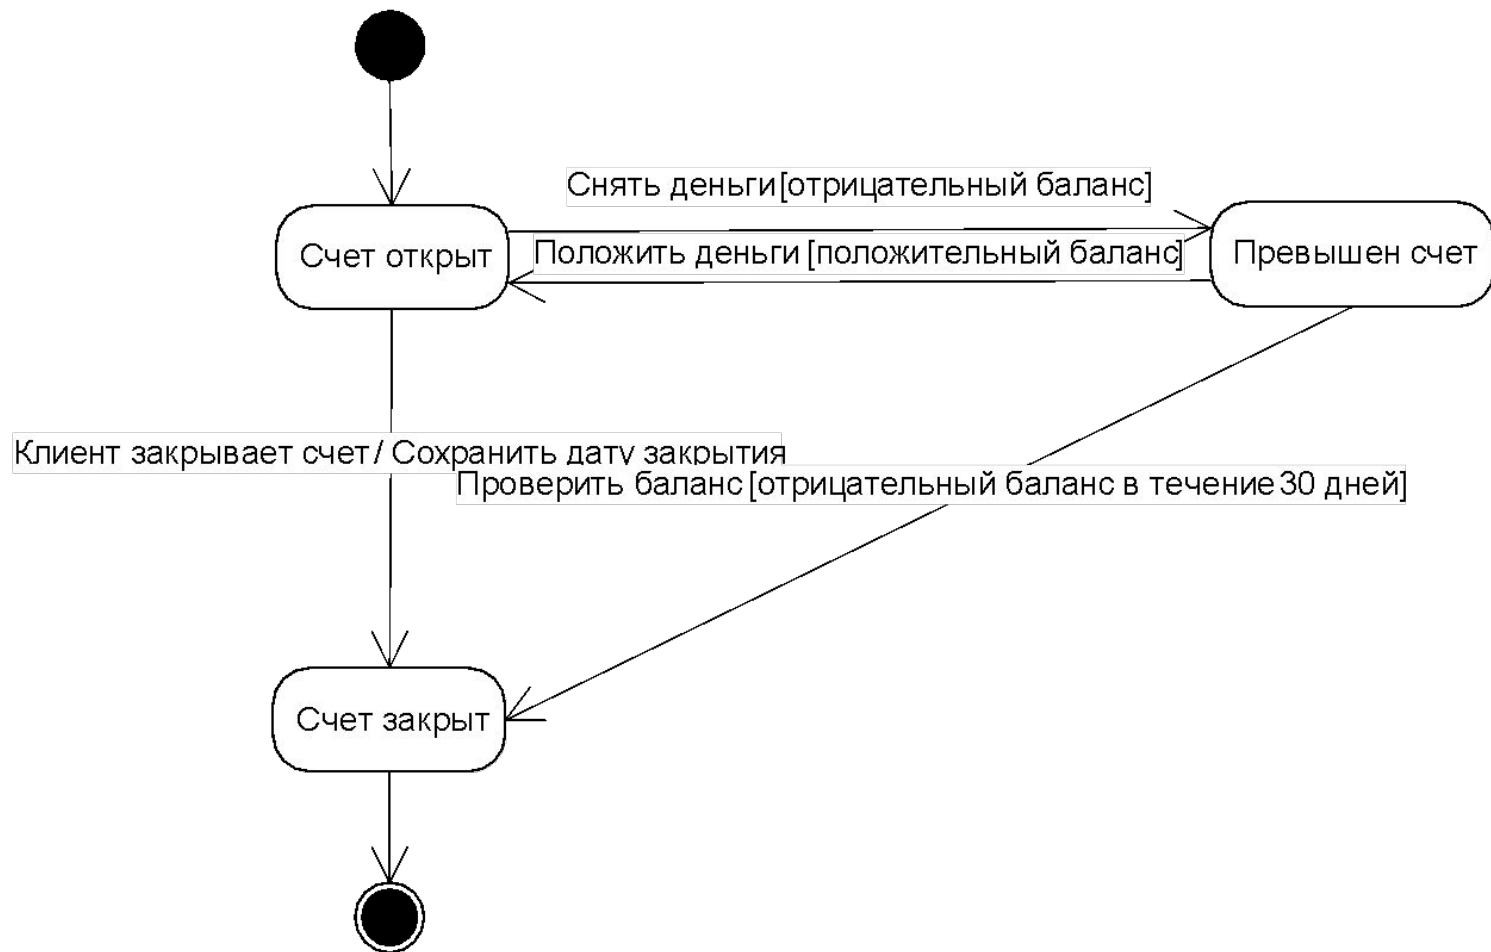 Снять деньги [отрицательный баланс]
Счет открыт
Положить деньги [положительный баланс]
Превышен счет
Клиент закрывает счет / Сохранить дату закрытия
Проверить баланс [отрицательный баланс в течение 30 дней]
Счет закрыт